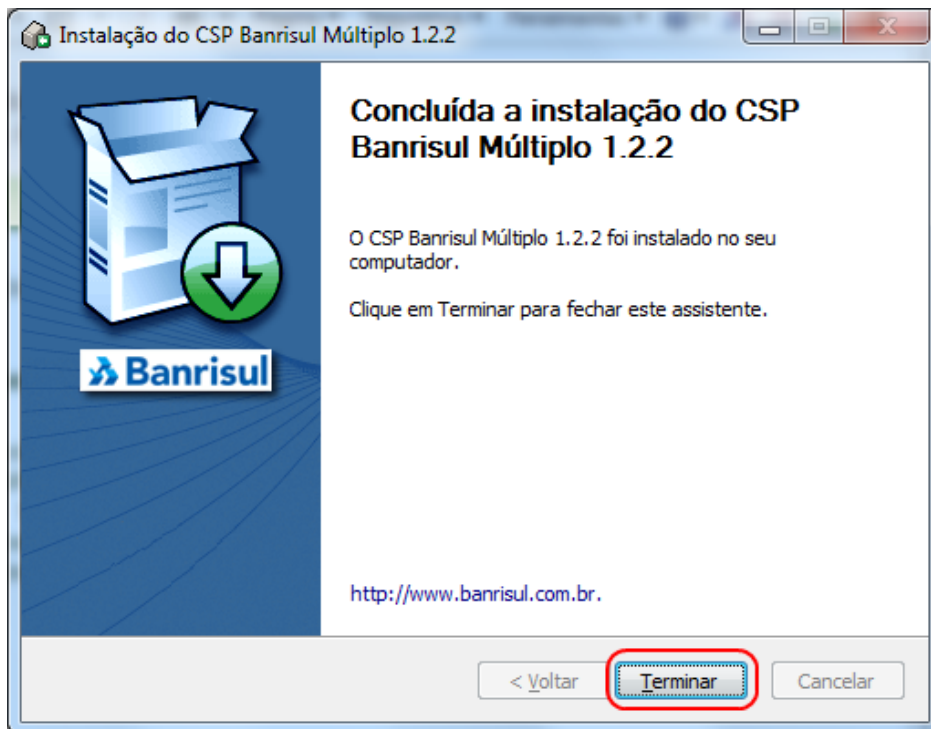 Instalação do CSP Banrisul Múltiplo 1.2.2
Concluída a instalação do CSP
Banrisul Múltiplo 1.2.2
O CSP Banrisul Múltiplo 1.2.2 foi instalado no seu
computador.
Clique em Terminar para fechar este assistente.
Banrisul
http://www.banrisul.com.br.
< Voltar
Terminar
Cancelar